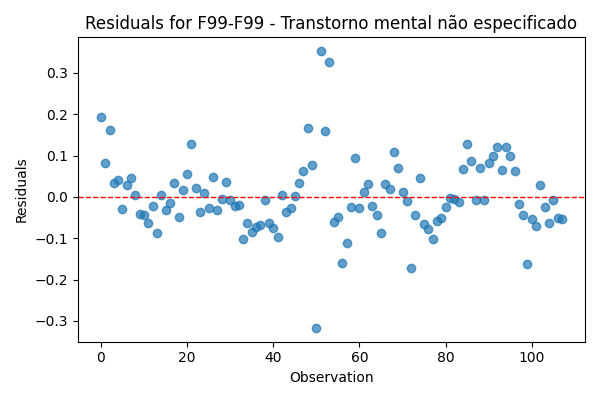 Residuals for F99-F99 - Transtorno mental não especificado
Residuals
0.3
0.2
0.1
0.0
−0.1
−0.2
−0.3
0 20 40 60 80 100
Observation